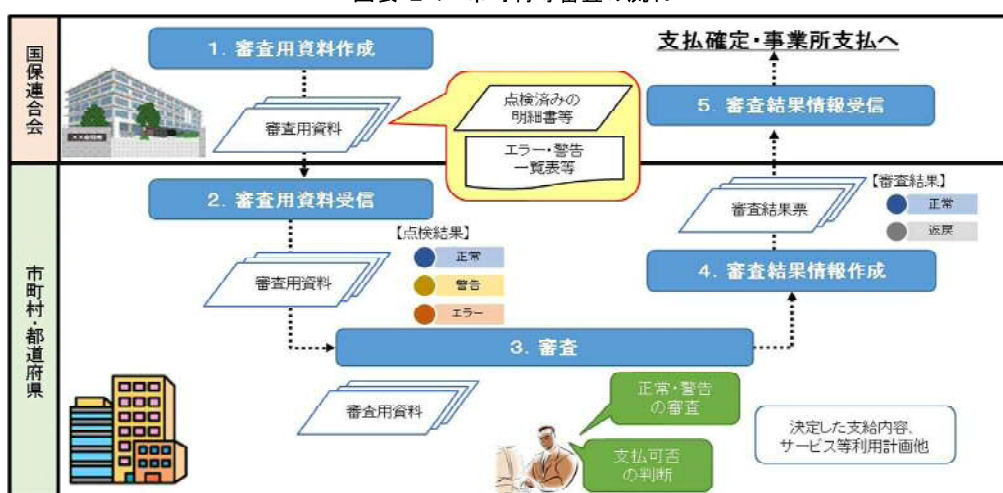 国保連合会
1. 審査用資料作成
審査用資料
点検済みの
明細書等
エラー・警告
一覧表等
支払確定・事業所支払へ
5. 審査結果情報受信
市町村・都道府県
2. 審査用資料受信
【点検結果】
正常
警告
エラー
審査用資料
【審査結果】
正常
返戻
審査結果票
4. 審査結果情報作成
3. 審査
審査用資料
正常・警告
の審査
支払可否
の判断
決定した支給内容、
サービス等利用計画他